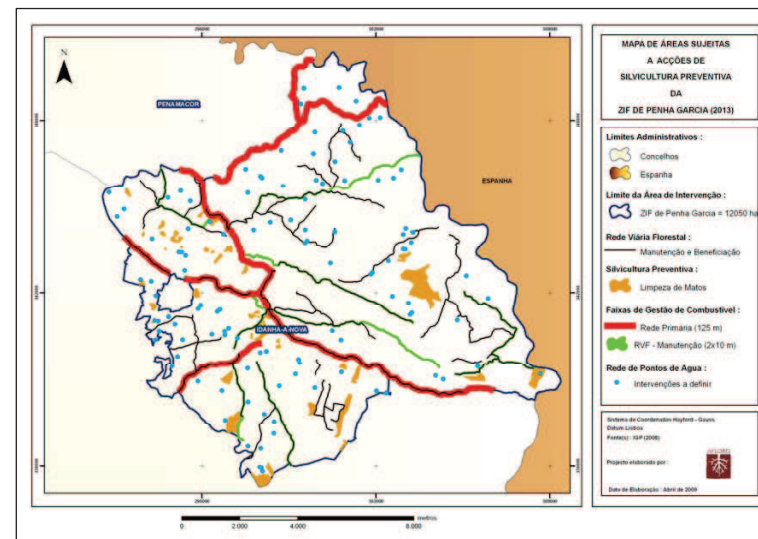 MAPA DE ÁREAS SUJEITAS
A ACÇÕES DE
SILVICULTURA PREVENTIVA
DA
ZIF DE PENHA GARCIA (2013)
N
PENAMACOR
ESPANHA
IDANHA-A-NOVA
Limites Administrativos :
Concelhos
Espanha
Limite da Área de Intervenção :
ZIF de Penha Garcia = 12050 ha
Rede Viária Florestal :
Manutenção e Beneficiação
Silvicultura Preventiva :
Limpeza de Matos
Faixas de Gestão de Combustível :
Rede Primária (125 m)
RVF - Manutenção (2x10 m)
Rede de Pontos de Agua :
Intervenções a definir
Sistema de Coordenadas Hayford - Gauss
Datum Lisboa
Fonte(s) : IGP (2008)
Projecto elaborado por :
Data de Elaboração : Abril de 2009
metros
0 2.000 4.000 8.000